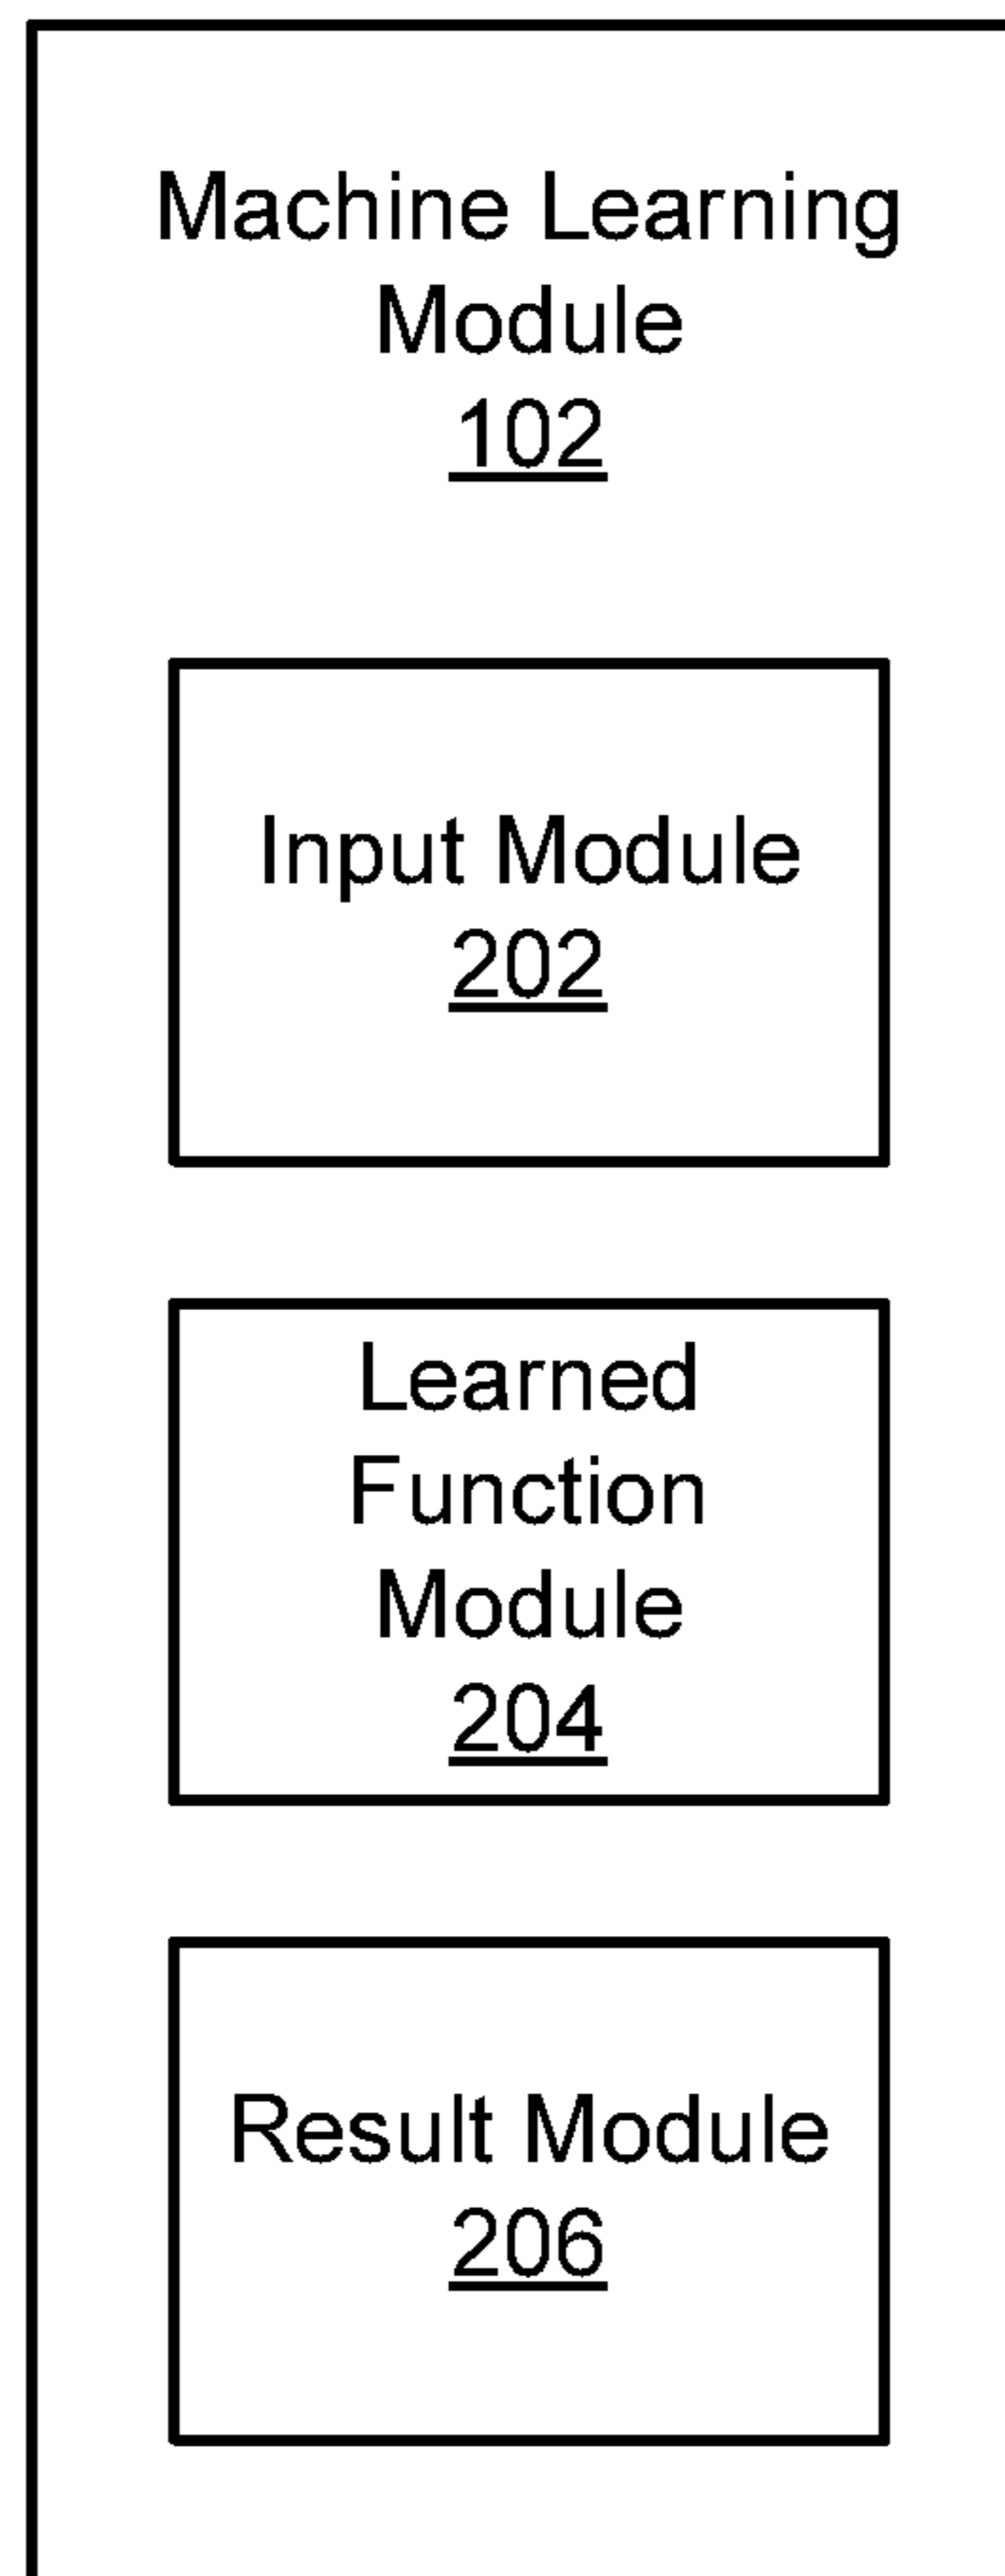 Machine Learning
Module
102
Input Module
202
Learned
Function
Module
204
Result Module
206